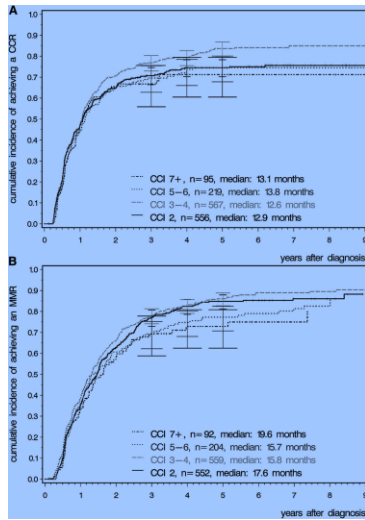 A
cumulative incidence of achieving a CCR
1.0
0.9
0.8
0.7
0.6
0.5
0.4
0.3
0.2
0.1
0.0
CCI 7+, n=95, median: 13.1 months
CCI 5-6, n=219, median: 13.8 months
CCI 3-4, n=567, median: 12.6 months
CCI 2, n=556, median: 12.9 months
0 1 2 3 4 5 6 7 8 9
years after diagnosis
B
cumulative incidence of achieving an MMR
1.0
0.9
0.8
0.7
0.6
0.5
0.4
0.3
0.2
0.1
0.0
CCI 7+, n=92, median: 19.6 months
CCI 5-6, n=204, median: 15.7 months
CCI 3-4, n=559, median: 15.8 months
CCI 2, n=552, median: 17.6 months
0 1 2 3 4 5 6 7 8 9
years after diagnosis